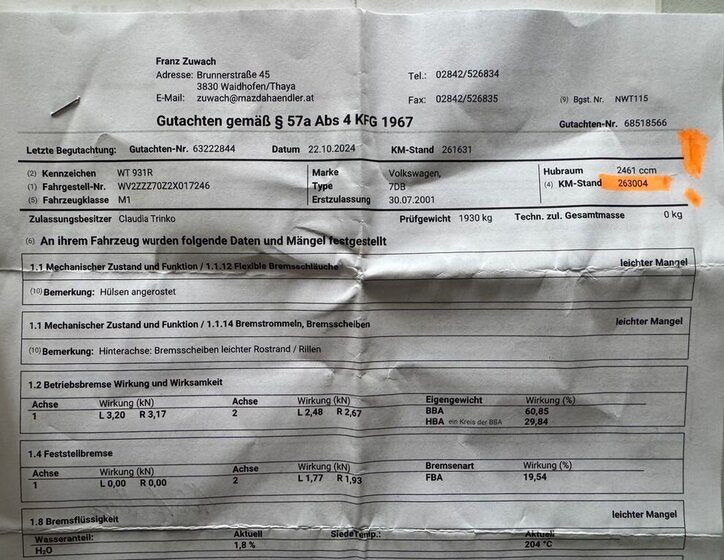 Franz Zuwach
Adresse: Brunnerstraße 45
3830 Waidhofen/Thaya
E-Mail: zuwach@mazdahaendler.at
Tel.: 02842/526834
Fax: 02842/526835
(9) Bgst. Nr. NWT115
Gutachten gemäß § 57a Abs 4 KFG 1967
Gutachten-Nr. 68518566
Letzte Begutachtung: Gutachten-Nr. 63222844 Datum 22.10.2024 KM-Stand 261631
(2) Kennzeichen WT 931R
(1) Fahrgestell-Nr. WV2ZZZ70Z2X017246
(5) Fahrzeugklasse M1
Marke Volkswagen,
Type 7DB
Erstzulassung 30.07.2001
Hubraum 2461 ccm
(4) KM-Stand 263004
Zulassungsbesitzer Claudia Trinko Prüfgewicht 1930 kg Techn. zul. Gesamtmasse 0 kg
(6) An ihrem Fahrzeug wurden folgende Daten und Mängel festgestellt
1.1 Mechanischer Zustand und Funktion / 1.1.12 Flexible Bremsschläuche leichter Mangel
(10) Bemerkung: Hülsen angerostet
1.1 Mechanischer Zustand und Funktion / 1.1.14 Bremstrommeln, Bremsscheiben leichter Mangel
(10) Bemerkung: Hinterachse: Bremsscheiben leichter Rostrand / Rillen
1.2 Betriebsbremse Wirkung und Wirksamkeit
Achse Wirkung (kN) Achse Wirkung (kN) Eigengewicht Wirkung (%)
1 L 3,20 R 3,17 2 L 2,48 R 2,67 BBA 60,85
HBA ein Kreis der BBA 29,84
1.4 Feststellbremse
Achse Wirkung (kN) Achse Wirkung (kN) Bremsenart Wirkung (%)
1 L 0,00 R 0,00 2 L 1,77 R 1,93 FBA 19,54
1.8 Bremsflüssigkeit leichter Mangel
Wasseranteil: Aktuell SiedeTemp.: Aktuell
H₂O 1,8 % 204 °C